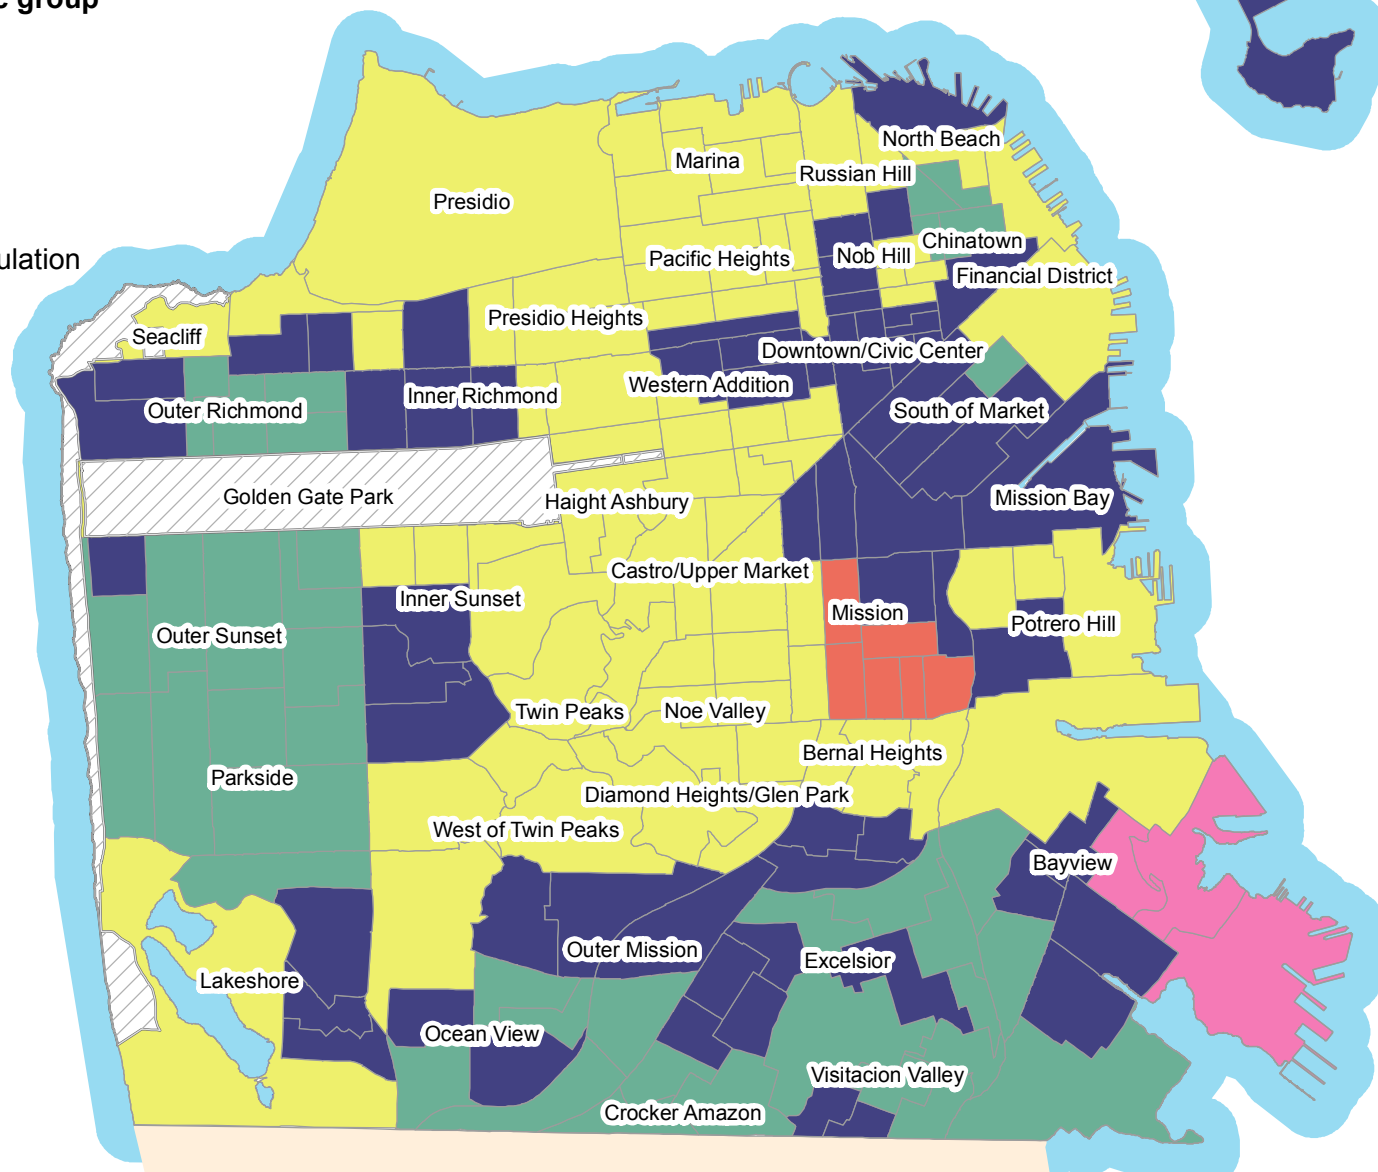 group
North Beach
Marina
Russian Hill
Presidio
Chinatown
Nob Hill
Pacific Heights
ulation
Financial District
Presidio Heights
Seacliff
Downtown/Civic Center
Western Addition
Inner Richmond
Outer Richmond
South of Market
Golden Gate Park
Mission Bay
Haight Ashbury
Castro/Upper Market
Inner Sunset
Mission
Potrero Hill
Outer Sunset
Twin Peaks
Noe Valley
Bernal Heights
Parkside
Diamond Heights/Glen Park
West of Twin Peaks
Bayview
Outer Mission
Excelsior
Lakeshore
Ocean View
Visitacion Valley
Crocker Amazon